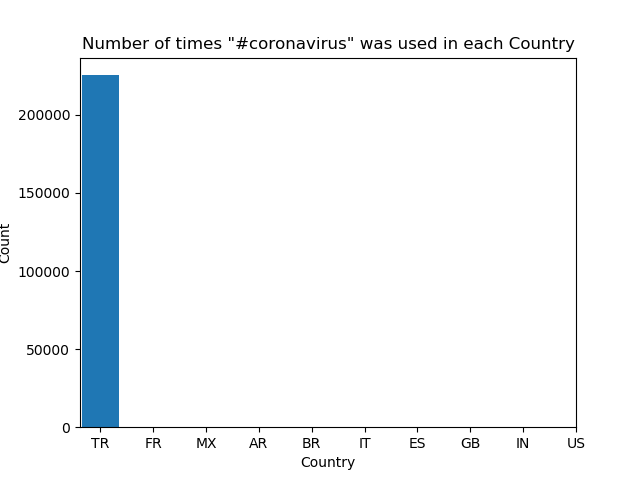 Number of times "#coronavirus" was used in each Country
200000
150000
100000
50000
0
Count
TR FR MX AR BR IT ES GB IN US
Country